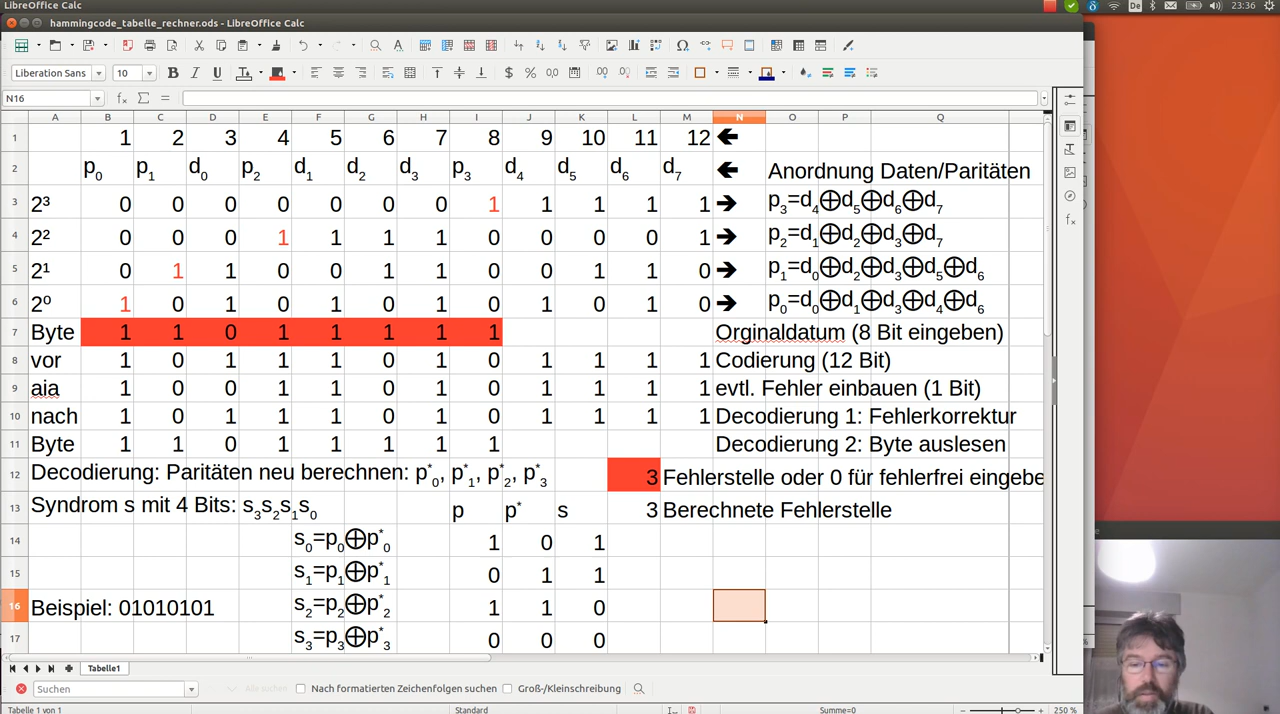 LibreOffice Calc
De 23:36
hammingcode_tabelle_rechner.ods - LibreOffice Calc
Liberation Sans 10
N16
A B C D E F G H I J K L M N O P Q
1 1 2 3 4 5 6 7 8 9 10 11 12 🡰
2 p0 p1 d0 p2 d1 d2 d3 p3 d4 d5 d6 d7 🡰 Anordnung Daten/Paritäten
3 2³ 0 0 0 0 0 0 0 1 1 1 1 1 🡲 p3=d4⊕d5⊕d6⊕d7
4 2² 0 0 0 1 1 1 1 0 0 0 0 1 🡲 p2=d1⊕d2⊕d3⊕d7
5 2¹ 0 1 1 0 0 1 1 0 0 1 1 0 🡲 p1=d0⊕d2⊕d3⊕d5⊕d6
6 2⁰ 1 0 1 0 1 0 1 0 1 0 1 0 🡲 p0=d0⊕d1⊕d3⊕d4⊕d6
7 Byte 1 1 0 1 1 1 1 1 Orginaldatum (8 Bit eingeben)
8 vor 1 0 1 1 1 0 1 0 1 1 1 1 Codierung (12 Bit)
9 aia 1 0 0 1 1 0 1 0 1 1 1 1 evtl. Fehler einbauen (1 Bit)
10 nach 1 0 1 1 1 0 1 0 1 1 1 1 Decodierung 1: Fehlerkorrektur
11 Byte 1 1 0 1 1 1 1 1 Decodierung 2: Byte auslesen
12 Decodierung: Paritäten neu berechnen: p*0, p*1, p*2, p*3 3 Fehlerstelle oder 0 für fehlerfrei eingebe
13 Syndrom s mit 4 Bits: s3s2s1s0 p p* s 3 Berechnete Fehlerstelle
14 s0=p0⊕p*0 1 0 1
15 s1=p1⊕p*1 0 1 1
16 Beispiel: 01010101 s2=p2⊕p*2 1 1 0
17 s3=p3⊕p*3 0 0 0
Tabelle1
Suchen Alle suchen Nach formatierten Zeichenfolgen suchen Groß-/Kleinschreibung
Tabelle 1 von 1 Standard Summe=0 250 %